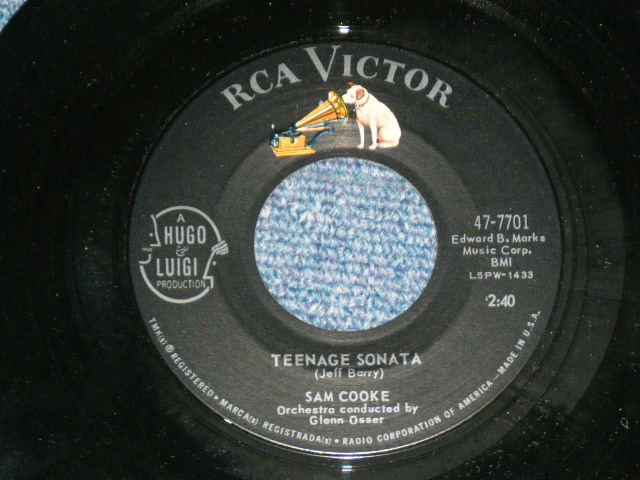 RCA VICTOR
A
HUGO
&
LUIGI
PRODUCTION
47-7701
Edward B. Marks
Music Corp.
BMI
L5PW-1433
2:40
TEENAGE SONATA
(Jeff Barry)
SAM COOKE
Orchestra conducted by
Glenn Osser
TMK(s) ® REGISTERED • MARCA(s) REGISTRADA(s) • RADIO CORPORATION OF AMERICA - MADE IN U.S.A.